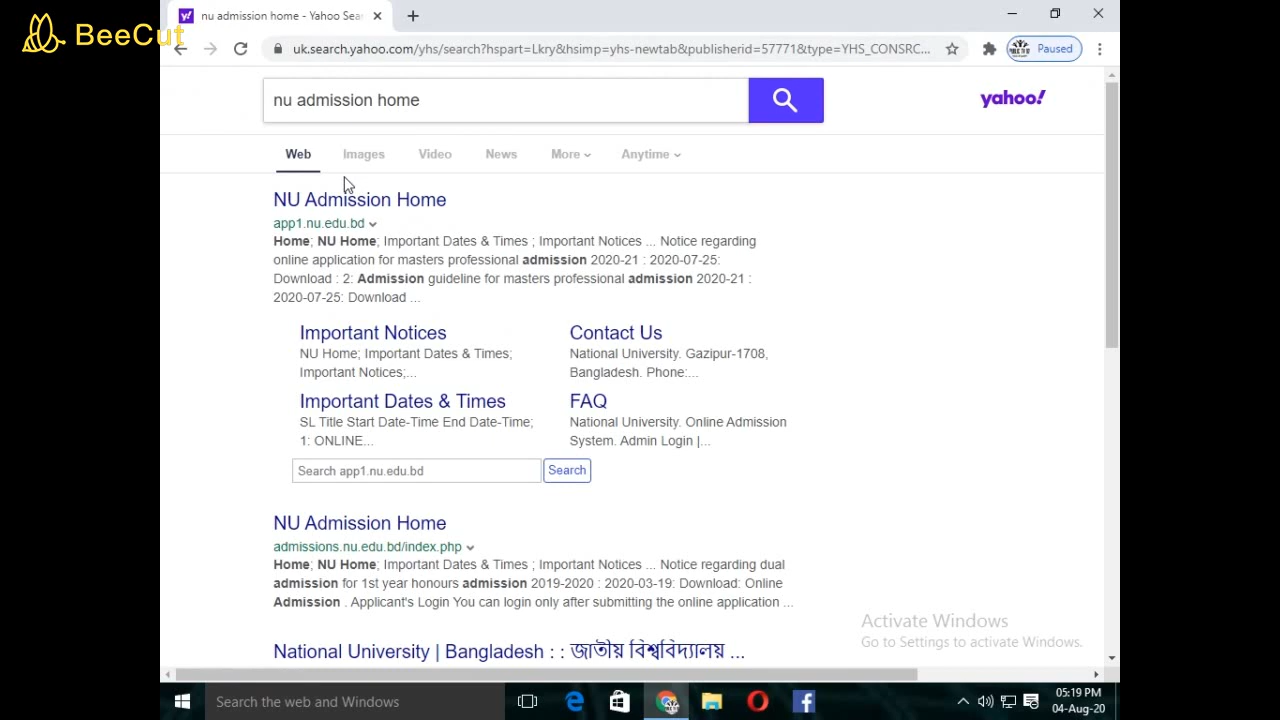 BeeCut
nu admission home - Yahoo Sear
uk.search.yahoo.com/yhs/search?hspart=Lkry&hsimp=yhs-newtab&publisherid=57771&type=YHS_CONSRC...
Paused
nu admission home
yahoo!
Web Images Video News More Anytime
NU Admission Home
app1.nu.edu.bd
Home; NU Home; Important Dates & Times ; Important Notices ... Notice regarding
online application for masters professional admission 2020-21 : 2020-07-25:
Download : 2: Admission guideline for masters professional admission 2020-21 :
2020-07-25: Download ...
Important Notices
NU Home; Important Dates & Times;
Important Notices;...
Contact Us
National University. Gazipur-1708,
Bangladesh. Phone:...
Important Dates & Times
SL Title Start Date-Time End Date-Time;
1: ONLINE...
FAQ
National University. Online Admission
System. Admin Login |...
Search app1.nu.edu.bd
Search
NU Admission Home
admissions.nu.edu.bd/index.php
Home; NU Home; Important Dates & Times ; Important Notices ... Notice regarding dual
admission for 1st year honours admission 2019-2020 : 2020-03-19: Download: Online
Admission . Applicant's Login You can login only after submitting the online application ...
National University | Bangladesh : : জাতীয় বিশ্ববিদ্যালয় ...
Activate Windows
Go to Settings to activate Windows.
Search the web and Windows
05:19 PM
04-Aug-20